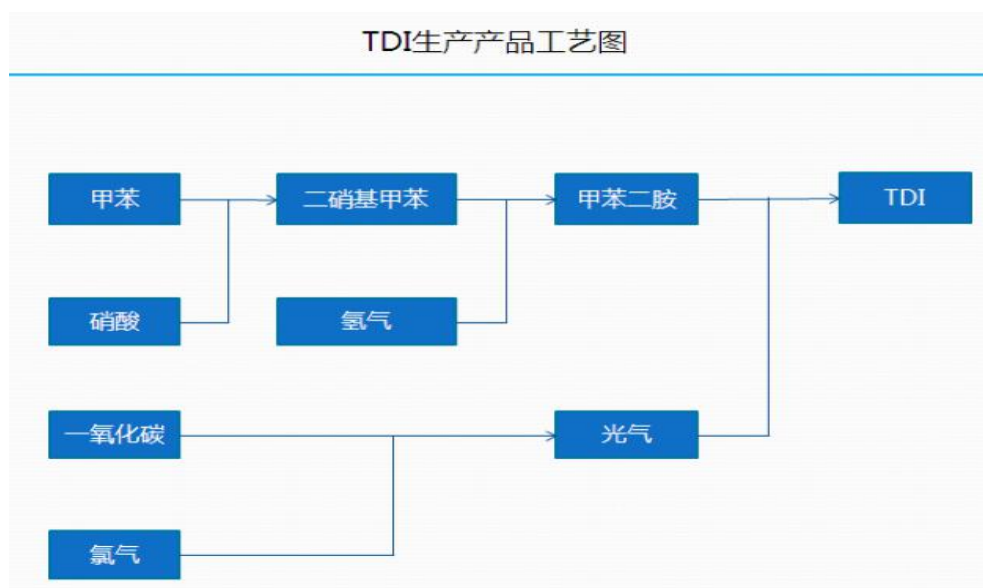 TDI生产产品工艺图
甲苯
二硝基甲苯
甲苯二胺
TDI
硝酸
氢气
一氧化碳
光气
氯气